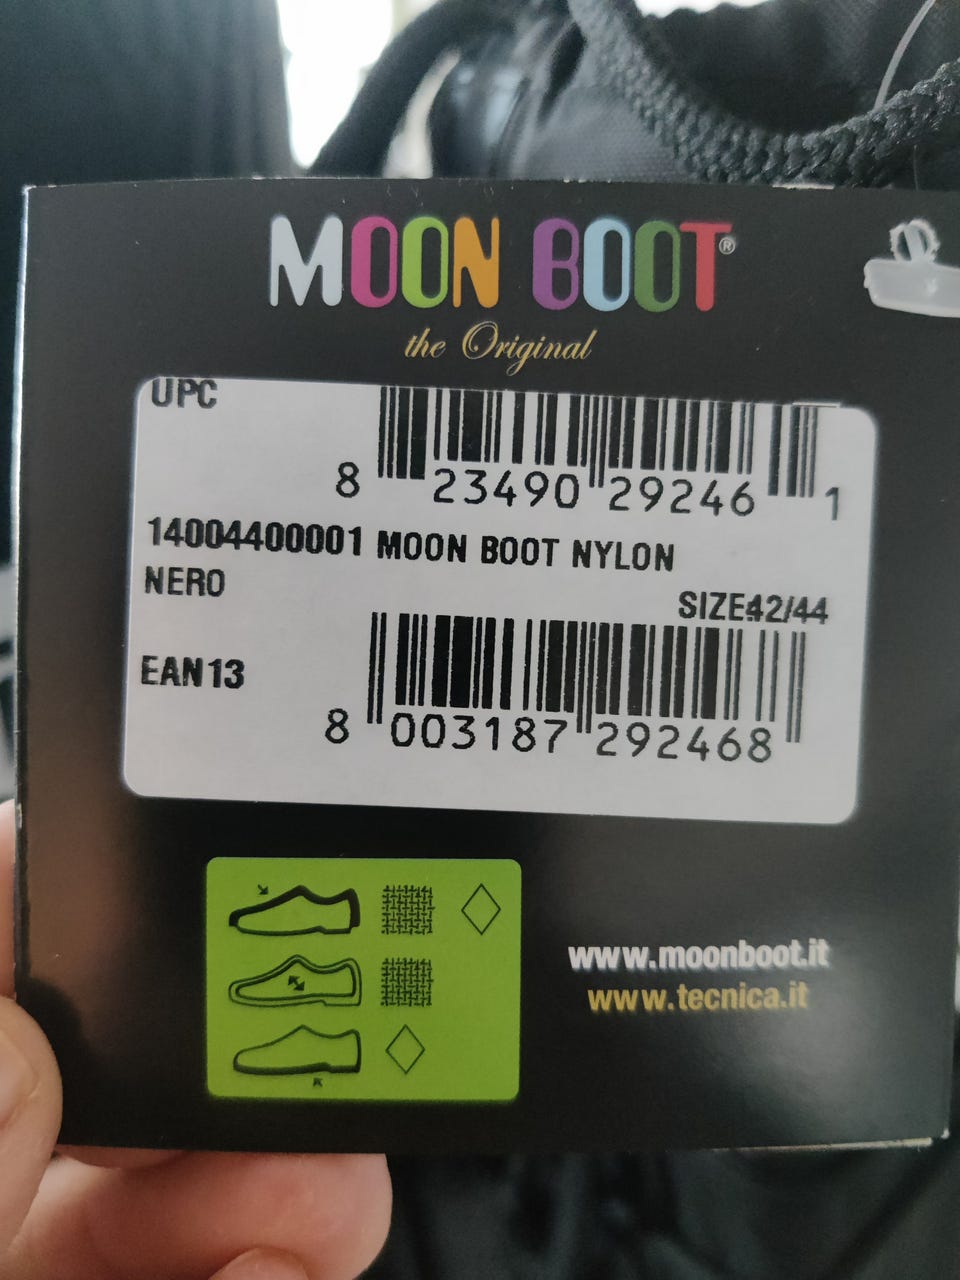 MOON BOOT®
the Original
UPC
8 23490 29246 1
14004400001 MOON BOOT NYLON
NERO
SIZE42/44
EAN13
8 003187 292468
www.moonboot.it
www.tecnica.it